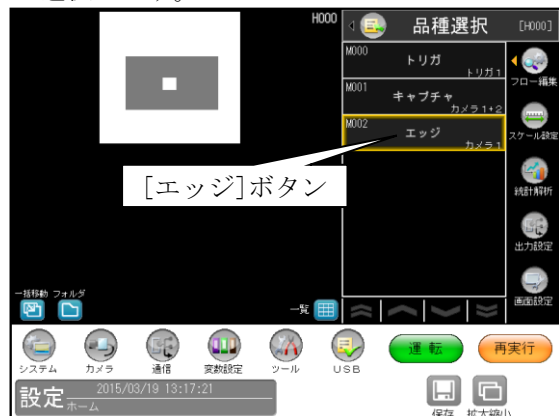 H000
品種選択
[H000]
M000
トリガ
トリガ1
M001
キャプチャ
カメラ1+2
M002
エッジ
カメラ1
フロー編集
スケール設定
統計解析
出力設定
画面設定
[エッジ]ボタン
一括移動 フォルダ
一覧
システム
カメラ
通信
変数設定
ツール
USB
運転
再実行
設定
2015/03/19 13:17:21
ホーム
保存
拡大縮小